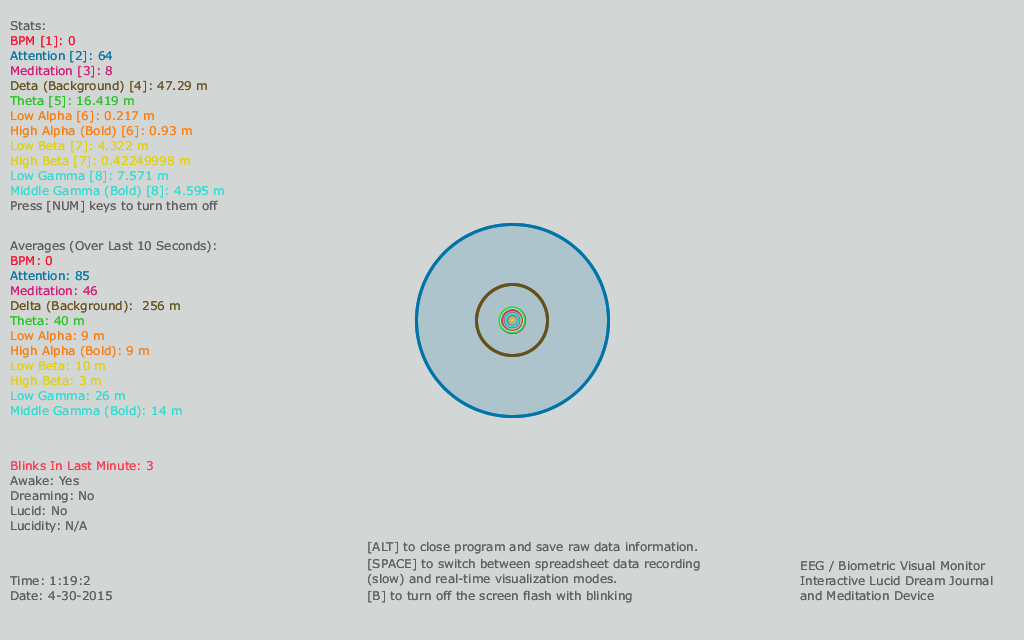 Stats:
BPM [1]: 0
Attention [2]: 64
Meditation [3]: 8
Deta (Background) [4]: 47.29 m
Theta [5]: 16.419 m
Low Alpha [6]: 0.217 m
High Alpha (Bold) [6]: 0.93 m
Low Beta [7]: 4.322 m
High Beta [7]: 0.42249998 m
Low Gamma [8]: 7.571 m
Middle Gamma (Bold) [8]: 4.595 m
Press [NUM] keys to turn them off
Averages (Over Last 10 Seconds):
BPM: 0
Attention: 85
Meditation: 46
Delta (Background):  256 m
Theta: 40 m
Low Alpha: 9 m
High Alpha (Bold): 9 m
Low Beta: 10 m
High Beta: 3 m
Low Gamma: 26 m
Middle Gamma (Bold): 14 m
Blinks In Last Minute: 3
Awake: Yes
Dreaming: No
Lucid: No
Lucidity: N/A
Time: 1:19:2
Date: 4-30-2015
[ALT] to close program and save raw data information.
[SPACE] to switch between spreadsheet data recording
(slow) and real-time visualization modes.
[B] to turn off the screen flash with blinking
EEG / Biometric Visual Monitor
Interactive Lucid Dream Journal
and Meditation Device